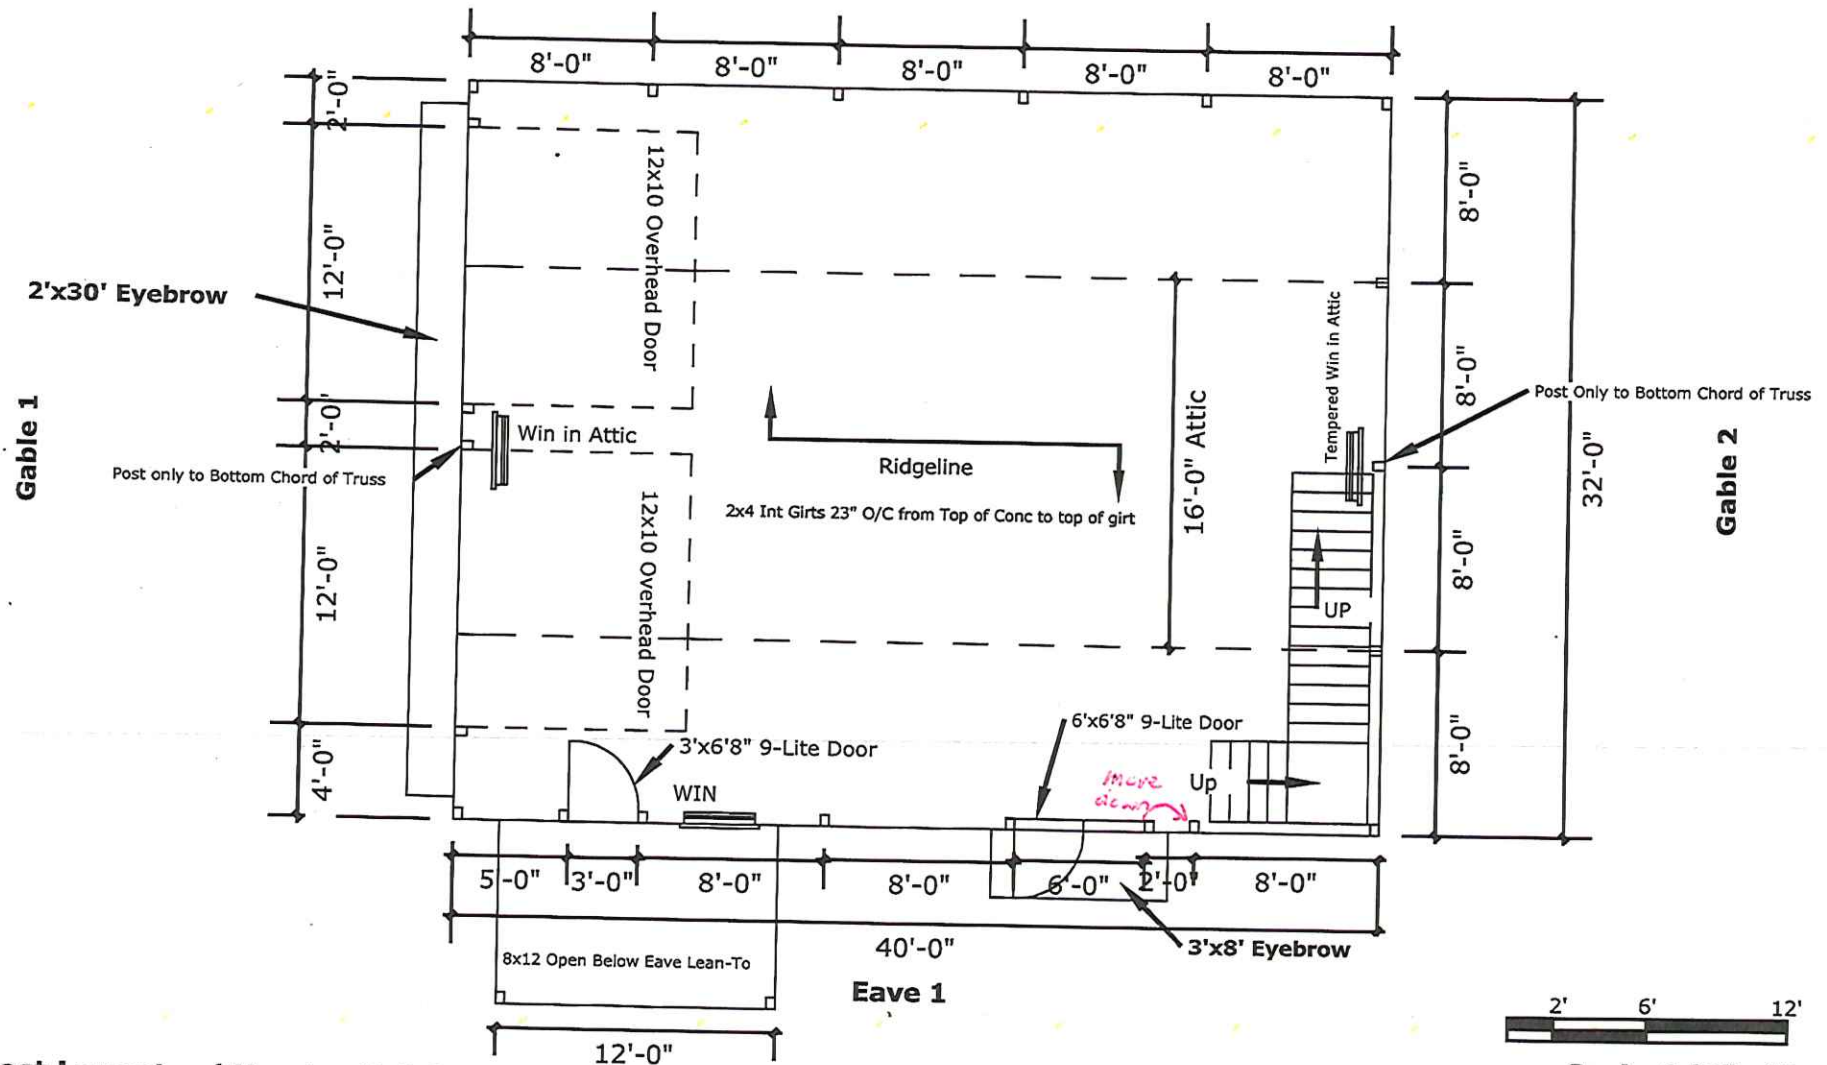 8'-0" 8'-0" 8'-0" 8'-0" 8'-0"
2'-0"
12'-0"
2'-0'
12'-0"
4'-0"
2'x30' Eyebrow
Gable 1
Post only to Bottom Chord of Truss
12x10 Overhead Door
Win in Attic
12x10 Overhead Door
Ridgeline
2x4 Int Girts 23" O/C from Top of Conc to top of girt
16'-0" Attic
Tempered Win in Attic
Post Only to Bottom Chord of Truss
8'-0"
8'-0"
8'-0"
8'-0"
32'-0"
Gable 2
UP
Up
3'x6'8" 9-Lite Door
WIN
6'x6'8" 9-Lite Door
Move
down
5'-0" 3'-0" 8'-0" 8'-0" 6'-0" 2'-0' 8'-0"
40'-0"
3'x8' Eyebrow
8x12 Open Below Eave Lean-To
Eave 1
12'-0"
2' 6' 12'